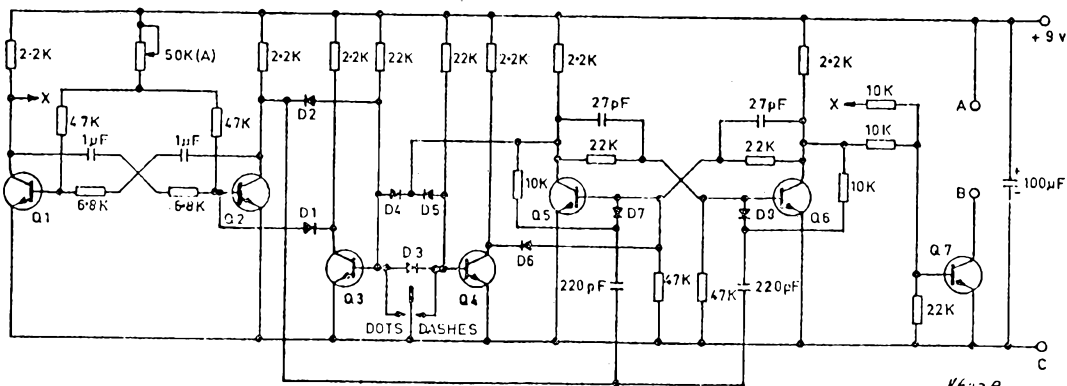 + 9 v
2·2K
50K(A)
2·2K
2·2K
22K
2·2K
22K
2·2K
2·2K
X
47K
47K
D2
27pF
27pF
X
10K
A
1µF
1µF
22K
22K
10K
6·8K
6·8K
Q1
Q2
D1
D4
D5
10K
Q5
D7
D8
Q6
10K
B
100µF
+
-
Q3
D3
Q4
D6
Q7
220pF
47K
47K
220pF
22K
DOTS
DASHES
C